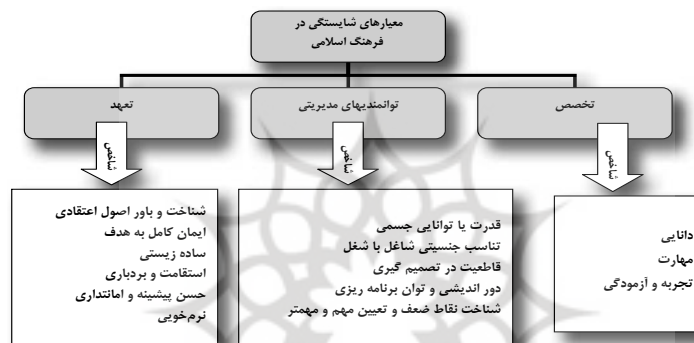 معیارهای شایستگی در
فرهنگ اسلامی
تخصص
توانمندیهای مدیریتی
تعهد
شاخص
شاخص
شاخص
دانایی
مهارت
تجربه و آزمودگی
قدرت یا توانایی جسمی
تناسب جنسیتی شاغل با شغل
قاطعیت در تصمیم گیری
دور اندیشی و توان برنامه ریزی
شناخت نقاط ضعف و تعیین مهم و مهمتر
شناخت و باور اصول اعتقادی
ایمان کامل به هدف
ساده زیستی
استقامت و بردباری
حسن پیشینه و امانتداری
نرم‌خویی